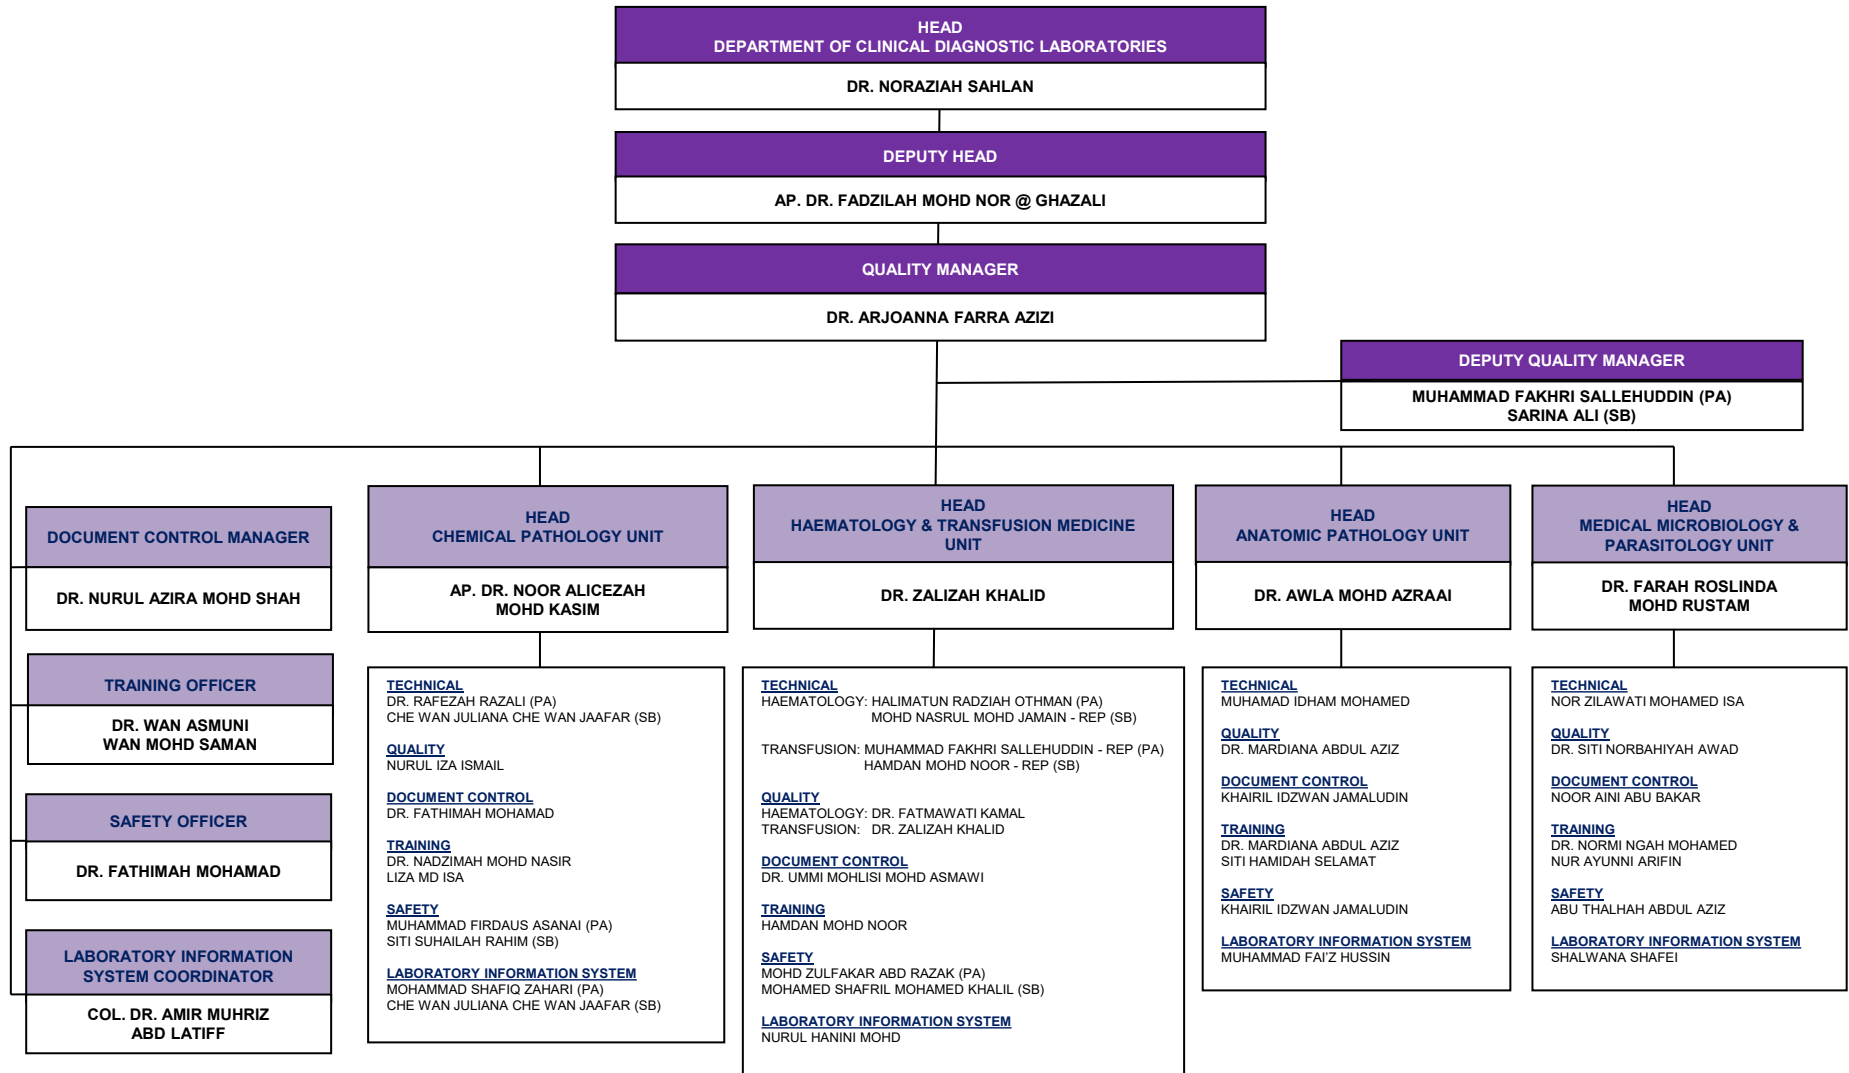 HEAD
DEPARTMENT OF CLINICAL DIAGNOSTIC LABORATORIES
DR. NORAZIAH SAHLAN
DEPUTY HEAD
AP. DR. FADZILAH MOHD NOR @ GHAZALI
QUALITY MANAGER
DR. ARJOANNA FARRA AZIZI
DEPUTY QUALITY MANAGER
MUHAMMAD FAKHRI SALLEHUDDIN (PA)
SARINA ALI (SB)
DOCUMENT CONTROL MANAGER
DR. NURUL AZIRA MOHD SHAH
TRAINING OFFICER
DR. WAN ASMUNI
WAN MOHD SAMAN
SAFETY OFFICER
DR. FATHIMAH MOHAMAD
LABORATORY INFORMATION
SYSTEM COORDINATOR
COL. DR. AMIR MUHRIZ
ABD LATIFF
HEAD
CHEMICAL PATHOLOGY UNIT
AP. DR. NOOR ALICEZAH
MOHD KASIM
TECHNICAL
DR. RAFEZAH RAZALI (PA)
CHE WAN JULIANA CHE WAN JAAFAR (SB)
QUALITY
NURUL IZA ISMAIL
DOCUMENT CONTROL
DR. FATHIMAH MOHAMAD
TRAINING
DR. NADZIMAH MOHD NASIR
LIZA MD ISA
SAFETY
MUHAMMAD FIRDAUS ASANAI (PA)
SITI SUHAILAH RAHIM (SB)
LABORATORY INFORMATION SYSTEM
MOHAMMAD SHAFIQ ZAHARI (PA)
CHE WAN JULIANA CHE WAN JAAFAR (SB)
HEAD
HAEMATOLOGY & TRANSFUSION MEDICINE
UNIT
DR. ZALIZAH KHALID
TECHNICAL
HAEMATOLOGY: HALIMATUN RADZIAH OTHMAN (PA)
MOHD NASRUL MOHD JAMAIN - REP (SB)
TRANSFUSION: MUHAMMAD FAKHRI SALLEHUDDIN - REP (PA)
HAMDAN MOHD NOOR - REP (SB)
QUALITY
HAEMATOLOGY: DR. FATMAWATI KAMAL
TRANSFUSION: DR. ZALIZAH KHALID
DOCUMENT CONTROL
DR. UMMI MOHLISI MOHD ASMAWI
TRAINING
HAMDAN MOHD NOOR
SAFETY
MOHD ZULFAKAR ABD RAZAK (PA)
MOHAMED SHAFRIL MOHAMED KHALIL (SB)
LABORATORY INFORMATION SYSTEM
NURUL HANINI MOHD
HEAD
ANATOMIC PATHOLOGY UNIT
DR. AWLA MOHD AZRAAI
TECHNICAL
MUHAMAD IDHAM MOHAMED
QUALITY
DR. MARDIANA ABDUL AZIZ
DOCUMENT CONTROL
KHAIRIL IDZWAN JAMALUDIN
TRAINING
DR. MARDIANA ABDUL AZIZ
SITI HAMIDAH SELAMAT
SAFETY
KHAIRIL IDZWAN JAMALUDIN
LABORATORY INFORMATION SYSTEM
MUHAMMAD FAI'Z HUSSIN
HEAD
MEDICAL MICROBIOLOGY &
PARASITOLOGY UNIT
DR. FARAH ROSLINDA
MOHD RUSTAM
TECHNICAL
NOR ZILAWATI MOHAMED ISA
QUALITY
DR. SITI NORBAHIYAH AWAD
DOCUMENT CONTROL
NOOR AINI ABU BAKAR
TRAINING
DR. NORMI NGAH MOHAMED
NUR AYUNNI ARIFIN
SAFETY
ABU THALHAH ABDUL AZIZ
LABORATORY INFORMATION SYSTEM
SHALWANA SHAFEI